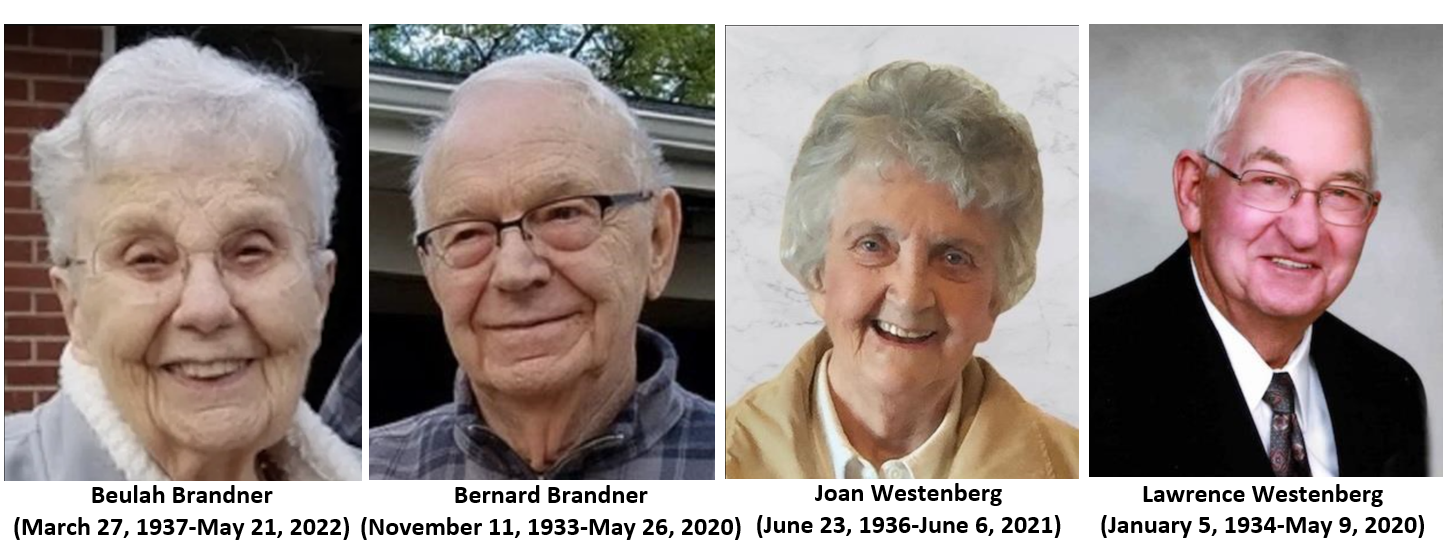 Beulah Brandner
(March 27, 1937-May 21, 2022)
Bernard Brandner
(November 11, 1933-May 26, 2020)
Joan Westenberg
(June 23, 1936-June 6, 2021)
Lawrence Westenberg
(January 5, 1934-May 9, 2020)